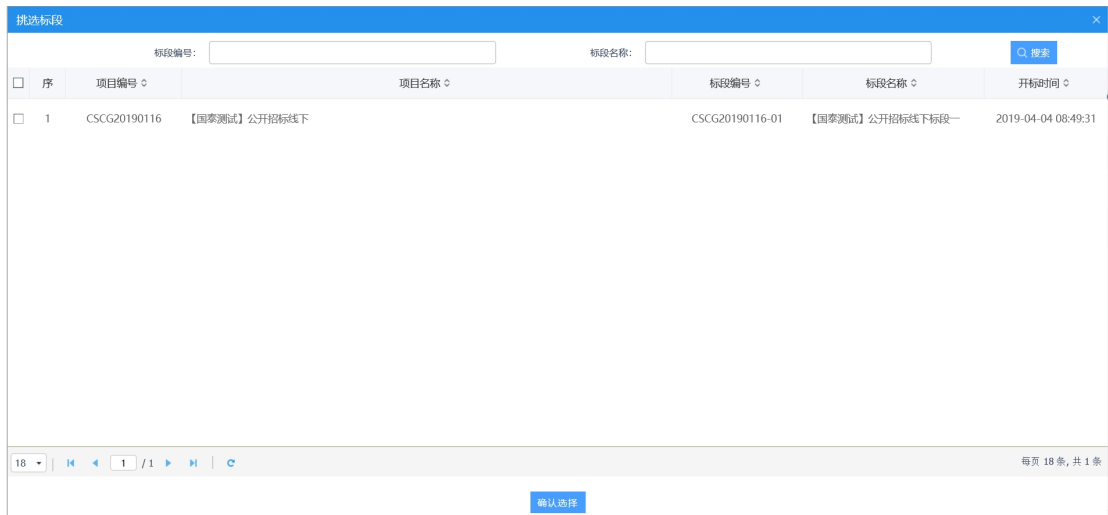 挑选标段
标段编号： 标段名称： 搜索
序 项目编号 项目名称 标段编号 标段名称 开标时间
1 CSCG20190116 【国泰测试】公开招标线下 CSCG20190116-01 【国泰测试】公开招标线下标段一 2019-04-04 08:49:31
18 1 / 1 每页 18 条, 共 1 条
确认选择